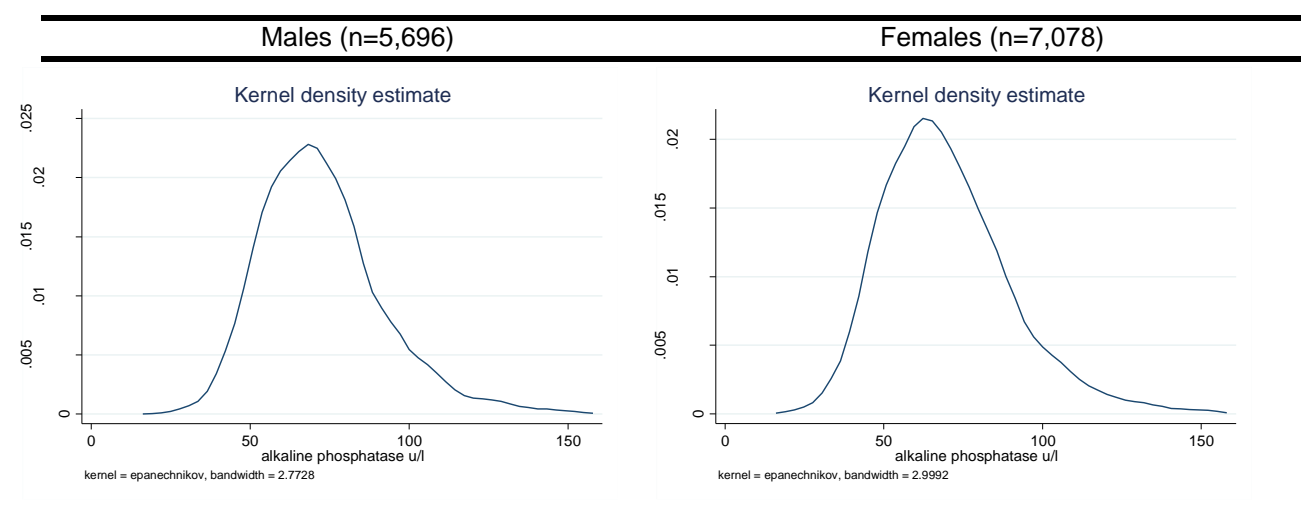 Males (n=5,696)
Females (n=7,078)
Kernel density estimate
.025
.02
.015
.01
.005
0
0 50 100 150
alkaline phosphatase u/l
kernel = epanechnikov, bandwidth = 2.7728
Kernel density estimate
.02
.015
.01
.005
0
0 50 100 150
alkaline phosphatase u/l
kernel = epanechnikov, bandwidth = 2.9992